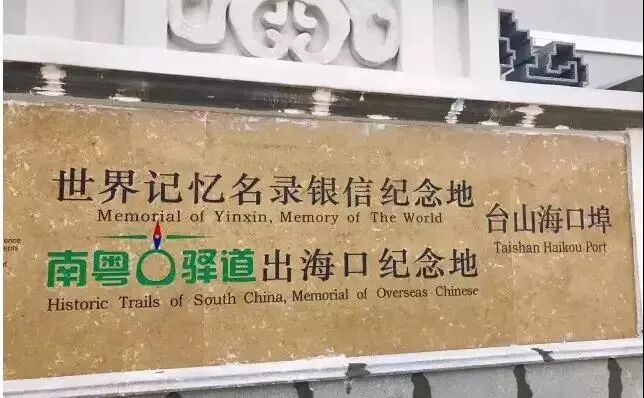 世界记忆名录银信纪念地
Memorial of Yinxin, Memory of The World
南粤古驿道出海口纪念地
Historic Trails of South China, Memorial of Overseas Chinese
台山海口埠
Taishan Haikou Port